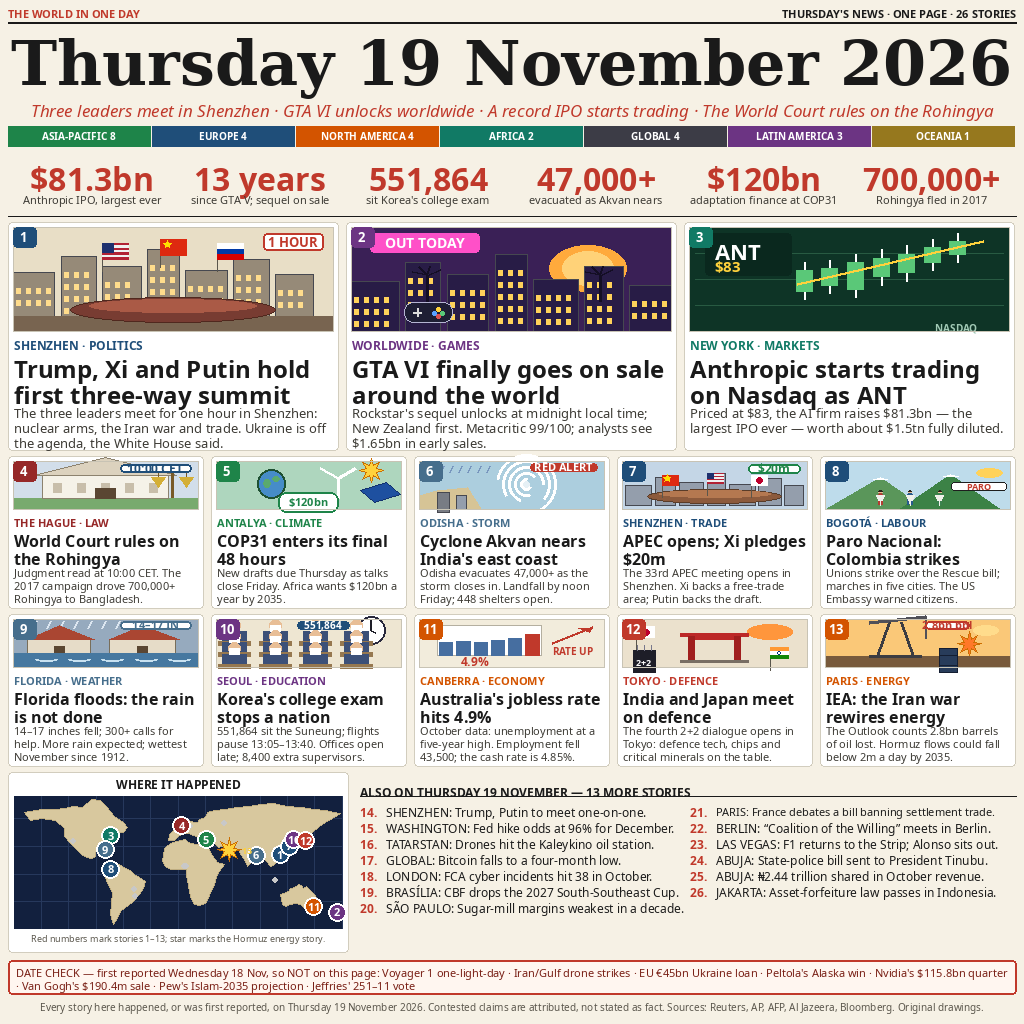 THE WORLD IN ONE DAY
THURSDAY'S NEWS · ONE PAGE · 26 STORIES
Thursday 19 November 2026
Three leaders meet in Shenzhen · GTA VI unlocks worldwide · A record IPO starts trading · The World Court rules on the Rohingya
ASIA-PACIFIC 8
EUROPE 4
NORTH AMERICA 4
AFRICA 2
GLOBAL 4
LATIN AMERICA 3
OCEANIA 1
$81.3bn
Anthropic IPO, largest ever
13 years
since GTA V; sequel on sale
551,864
sit Korea's college exam
47,000+
evacuated as Akvan nears
$120bn
adaptation finance at COP31
700,000+
Rohingya fled in 2017
1
1 HOUR
SHENZHEN · POLITICS
Trump, Xi and Putin hold
first three-way summit
The three leaders meet for one hour in Shenzhen:
nuclear arms, the Iran war and trade. Ukraine is off
the agenda, the White House said.
2
OUT TODAY
WORLDWIDE · GAMES
GTA VI finally goes on sale
around the world
Rockstar's sequel unlocks at midnight local time;
New Zealand first. Metacritic 99/100; analysts see
$1.65bn in early sales.
3
ANT
$83
NASDAQ
NEW YORK · MARKETS
Anthropic starts trading
on Nasdaq as ANT
Priced at $83, the AI firm raises $81.3bn — the
largest IPO ever — worth about $1.5tn fully diluted.
4
10:00 CET
THE HAGUE · LAW
World Court rules on
the Rohingya
Judgment read at 10:00 CET. The
2017 campaign drove 700,000+
Rohingya to Bangladesh.
5
$120bn
ANTALYA · CLIMATE
COP31 enters its final
48 hours
New drafts due Thursday as talks
close Friday. Africa wants $120bn a
year by 2035.
6
RED ALERT
ODISHA · STORM
Cyclone Akvan nears
India's east coast
Odisha evacuates 47,000+ as the
storm closes in. Landfall by noon
Friday; 448 shelters open.
7
$20m
SHENZHEN · TRADE
APEC opens; Xi pledges
$20m
The 33rd APEC meeting opens in
Shenzhen. Xi backs a free-trade
area; Putin backs the draft.
8
PARO
BOGOTÁ · LABOUR
Paro Nacional:
Colombia strikes
Unions strike over the Rescue bill;
marches in five cities. The US
Embassy warned citizens.
9
14–17 IN
FLORIDA · WEATHER
Florida floods: the rain
is not done
14–17 inches fell; 300+ calls for
help. More rain expected; wettest
November since 1912.
10
551,864
SEOUL · EDUCATION
Korea's college exam
stops a nation
551,864 sit the Suneung; flights
pause 13:05–13:40. Offices open
late; 8,400 extra supervisors.
11
4.9%
RATE UP
CANBERRA · ECONOMY
Australia's jobless rate
hits 4.9%
October data: unemployment at a
five-year high. Employment fell
43,500; the cash rate is 4.85%.
12
2+2
TOKYO · DEFENCE
India and Japan meet
on defence
The fourth 2+2 dialogue opens in
Tokyo: defence tech, chips and
critical minerals on the table.
13
PARIS · ENERGY
IEA: the Iran war
rewires energy
The Outlook counts 2.8bn barrels
of oil lost. Hormuz flows could fall
below 2m a day by 2035.
WHERE IT HAPPENED
3
9
8
4
5
6
1
12
11
2
Red numbers mark stories 1–13; star marks the Hormuz energy story.
ALSO ON THURSDAY 19 NOVEMBER — 13 MORE STORIES
14. SHENZHEN: Trump, Putin to meet one-on-one.
15. WASHINGTON: Fed hike odds at 96% for December.
16. TATARSTAN: Drones hit the Kaleykino oil station.
17. GLOBAL: Bitcoin falls to a four-month low.
18. LONDON: FCA cyber incidents hit 38 in October.
19. BRASÍLIA: CBF drops the 2027 South-Southeast Cup.
20. SÃO PAULO: Sugar-mill margins weakest in a decade.
21. PARIS: France debates a bill banning settlement trade.
22. BERLIN: “Coalition of the Willing” meets in Berlin.
23. LAS VEGAS: F1 returns to the Strip; Alonso sits out.
24. ABUJA: State-police bill sent to President Tinubu.
25. ABUJA: ₦2.44 trillion shared in October revenue.
26. JAKARTA: Asset-forfeiture law passes in Indonesia.
DATE CHECK — first reported Wednesday 18 Nov, so NOT on this page: Voyager 1 one-light-day · Iran/Gulf drone strikes · EU €45bn Ukraine loan · Peltola's Alaska win · Nvidia's $115.8bn quarter
· Van Gogh's $190.4m sale · Pew's Islam-2035 projection · Jeffries' 251–11 vote
Every story here happened, or was first reported, on Thursday 19 November 2026. Contested claims are attributed, not stated as fact. Sources: Reuters, AP, AFP, Al Jazeera, Bloomberg. Original drawings.